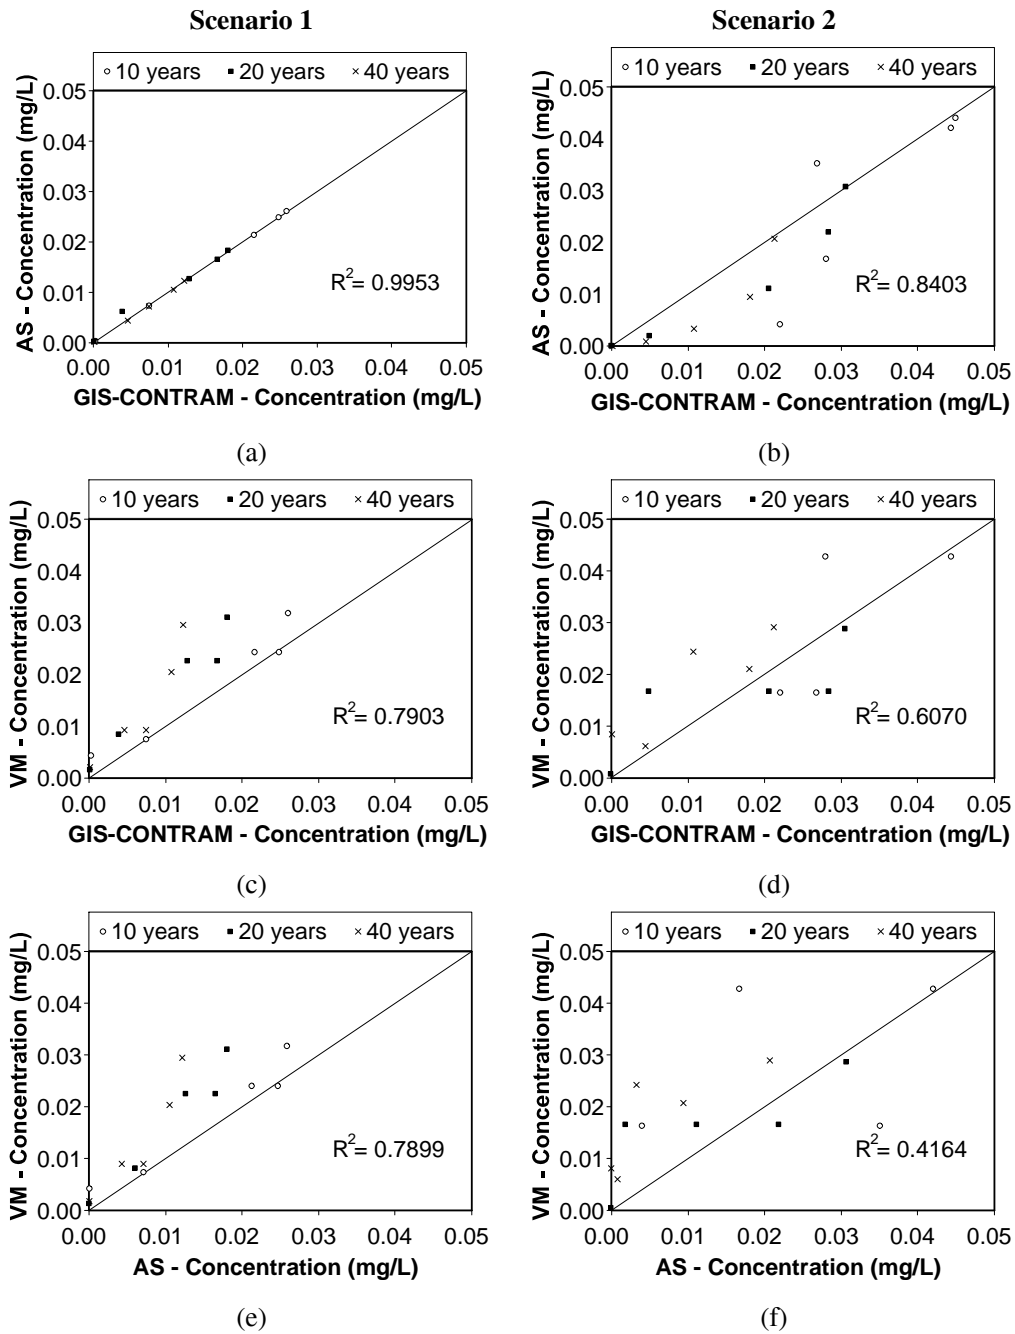 Scenario 1
Scenario 2
10 years 20 years 40 years
AS - Concentration (mg/L)
0.05
0.04
0.03
0.02
0.01
0.00
R2= 0.9953
0.00 0.01 0.02 0.03 0.04 0.05
GIS-CONTRAM - Concentration (mg/L)
(a)
10 years 20 years 40 years
AS - Concentration (mg/L)
0.05
0.04
0.03
0.02
0.01
0.00
R2= 0.8403
0.00 0.01 0.02 0.03 0.04 0.05
GIS-CONTRAM - Concentration (mg/L)
(b)
10 years 20 years 40 years
VM - Concentration (mg/L)
0.05
0.04
0.03
0.02
0.01
0.00
R2= 0.7903
0.00 0.01 0.02 0.03 0.04 0.05
GIS-CONTRAM - Concentration (mg/L)
(c)
10 years 20 years 40 years
VM - Concentration (mg/L)
0.05
0.04
0.03
0.02
0.01
0.00
R2= 0.6070
0.00 0.01 0.02 0.03 0.04 0.05
GIS-CONTRAM - Concentration (mg/L)
(d)
10 years 20 years 40 years
VM - Concentration (mg/L)
0.05
0.04
0.03
0.02
0.01
0.00
R2= 0.7899
0.00 0.01 0.02 0.03 0.04 0.05
AS - Concentration (mg/L)
(e)
10 years 20 years 40 years
VM - Concentration (mg/L)
0.05
0.04
0.03
0.02
0.01
0.00
R2= 0.4164
0.00 0.01 0.02 0.03 0.04 0.05
AS - Concentration (mg/L)
(f)